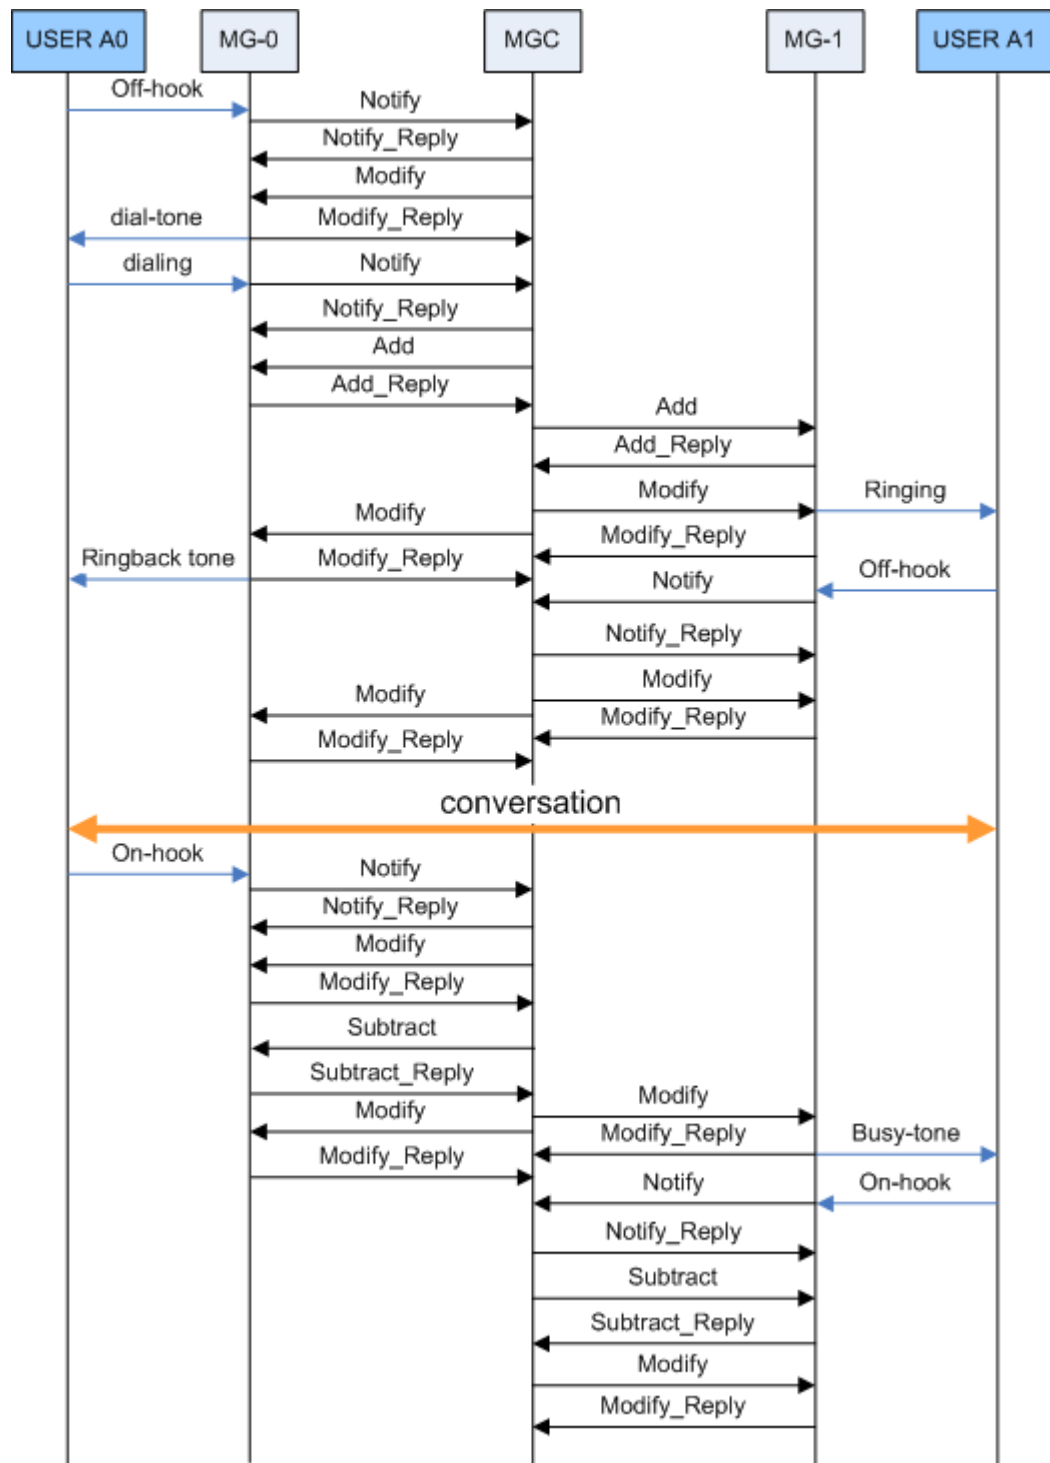 USER A0
MG-0
MGC
MG-1
USER A1
Off-hook
Notify
Notify_Reply
Modify
dial-tone
Modify_Reply
dialing
Notify
Notify_Reply
Add
Add_Reply
Add
Add_Reply
Modify
Ringing
Modify
Modify_Reply
Ringback tone
Modify_Reply
Off-hook
Notify
Notify_Reply
Modify
Modify
Modify_Reply
Modify_Reply
conversation
On-hook
Notify
Notify_Reply
Modify
Modify_Reply
Subtract
Subtract_Reply
Modify
Modify
Modify_Reply
Busy-tone
Modify_Reply
Notify
On-hook
Notify_Reply
Subtract
Subtract_Reply
Modify
Modify_Reply